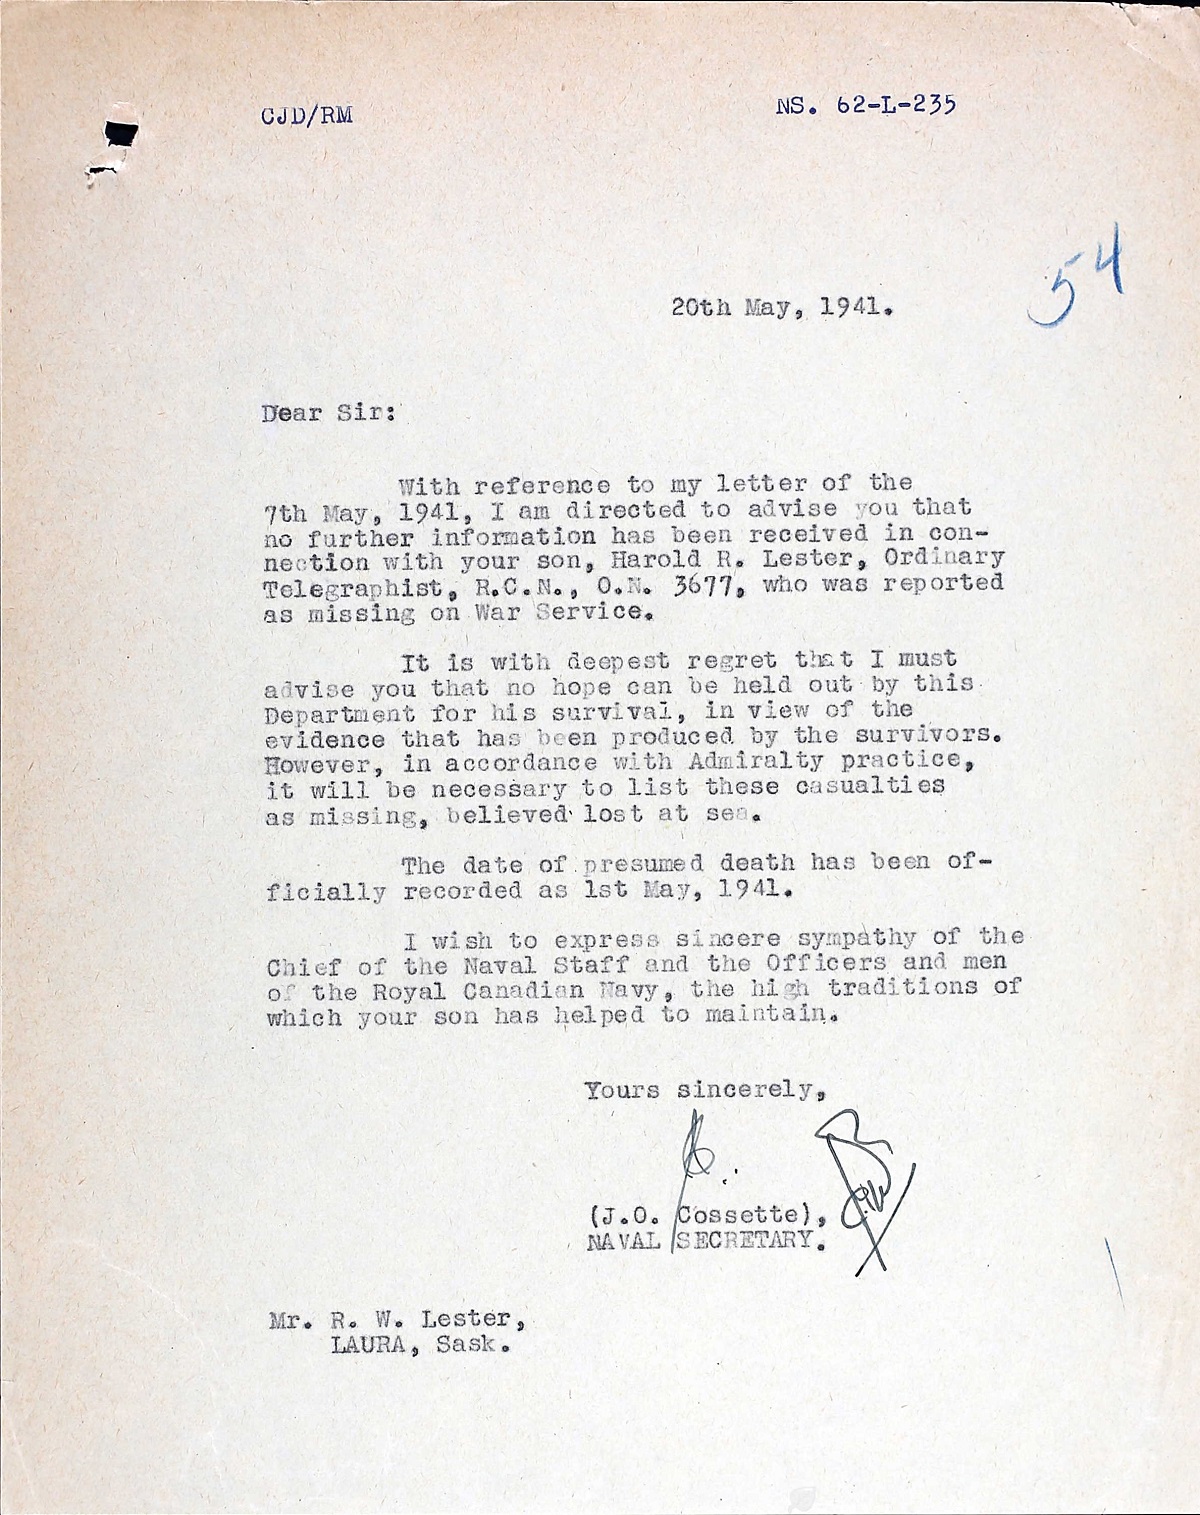 CJD/RM
NS. 62-L-235
54
20th May, 1941.
Dear Sir:
With reference to my letter of the
7th May, 1941, I am directed to advise you that
no further information has been received in con-
nection with your son, Harold R. Lester, Ordinary
Telegraphist, R.C.N., O.N. 3677, who was reported
as missing on War Service.
It is with deepest regret that I must
advise you that no hope can be held out by this
Department for his survival, in view of the
evidence that has been produced by the survivors.
However, in accordance with Admiralty practice,
it will be necessary to list these casualties
as missing, believed lost at sea.
The date of presumed death has been of-
ficially recorded as 1st May, 1941.
I wish to express sincere sympathy of the
Chief of the Naval Staff and the Officers and men
of the Royal Canadian Navy, the high traditions of
which your son has helped to maintain.
Yours sincerely,
(J.O. Cossette),
NAVAL SECRETARY.
Mr. R. W. Lester,
LAURA, Sask.